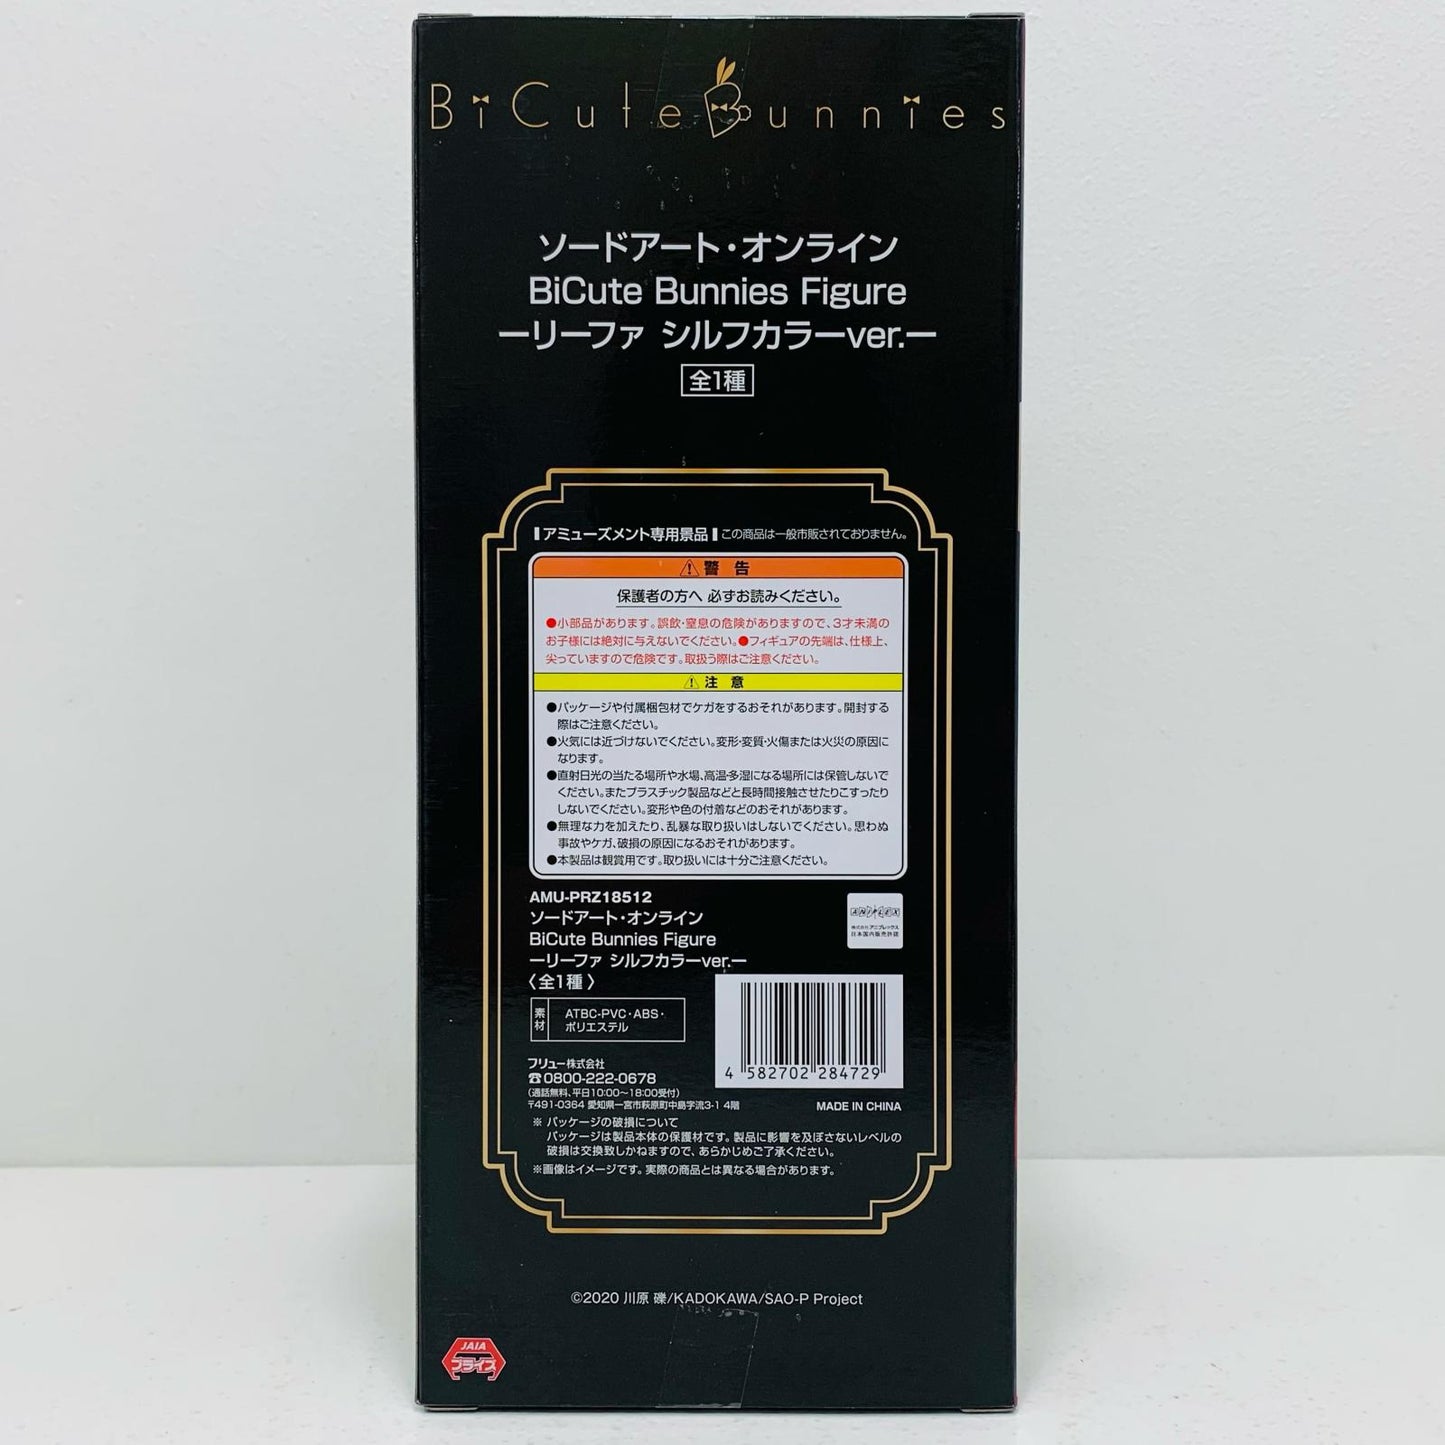 BiCute Bunnies
ソードアート・オンライン
BiCute Bunnies Figure
ーリーファ シルフカラーver.ー
全1種
アミューズメント専用景品 この商品は一般市販されておりません。
⚠警 告
保護者の方へ 必ずお読みください。
●小部品があります。誤飲・窒息の危険がありますので、3才未満の
お子様には絶対に与えないでください。●フィギュアの先端は、仕様上、
尖っていますので危険です。取扱う際はご注意ください。
⚠注 意
●パッケージや付属梱包材でケガをするおそれがあります。開封する
際はご注意ください。
●火気には近づけないでください。変形・変質・火傷または火災の原因に
なります。
●直射日光の当たる場所や水場、高温・多湿になる場所には保管しないで
ください。またプラスチック製品などと長時間接触させたりこすったり
しないでください。変形や色の付着などのおそれがあります。
●無理な力を加えたり、乱暴な取り扱いはしないでください。思わぬ
事故やケガ、破損の原因になるおそれがあります。
●本製品は観賞用です。取り扱いには十分ご注意ください。
AMU-PRZ18512
ソードアート・オンライン
BiCute Bunnies Figure
ーリーファ シルフカラーver.ー
〈全1種〉
ANIPLEX
株式会社アニプレックス
日本国内販売許諾
素材
ATBC-PVC・ABS・
ポリエステル
4 582702 284729
フリュー株式会社
☎0800-222-0678
(通話無料、平日10:00〜18:00受付)
〒491-0364 愛知県一宮市萩原町中島字流3-1 4階
MADE IN CHINA
※ パッケージの破損について
パッケージは製品本体の保護材です。製品に影響を及ぼさないレベルの
破損は交換致しかねますので、あらかじめご了承ください。
※画像はイメージです。実際の商品とは異なる場合があります。
©2020 川原 礫/KADOKAWA/SAO-P Project
JAIA
プライズ